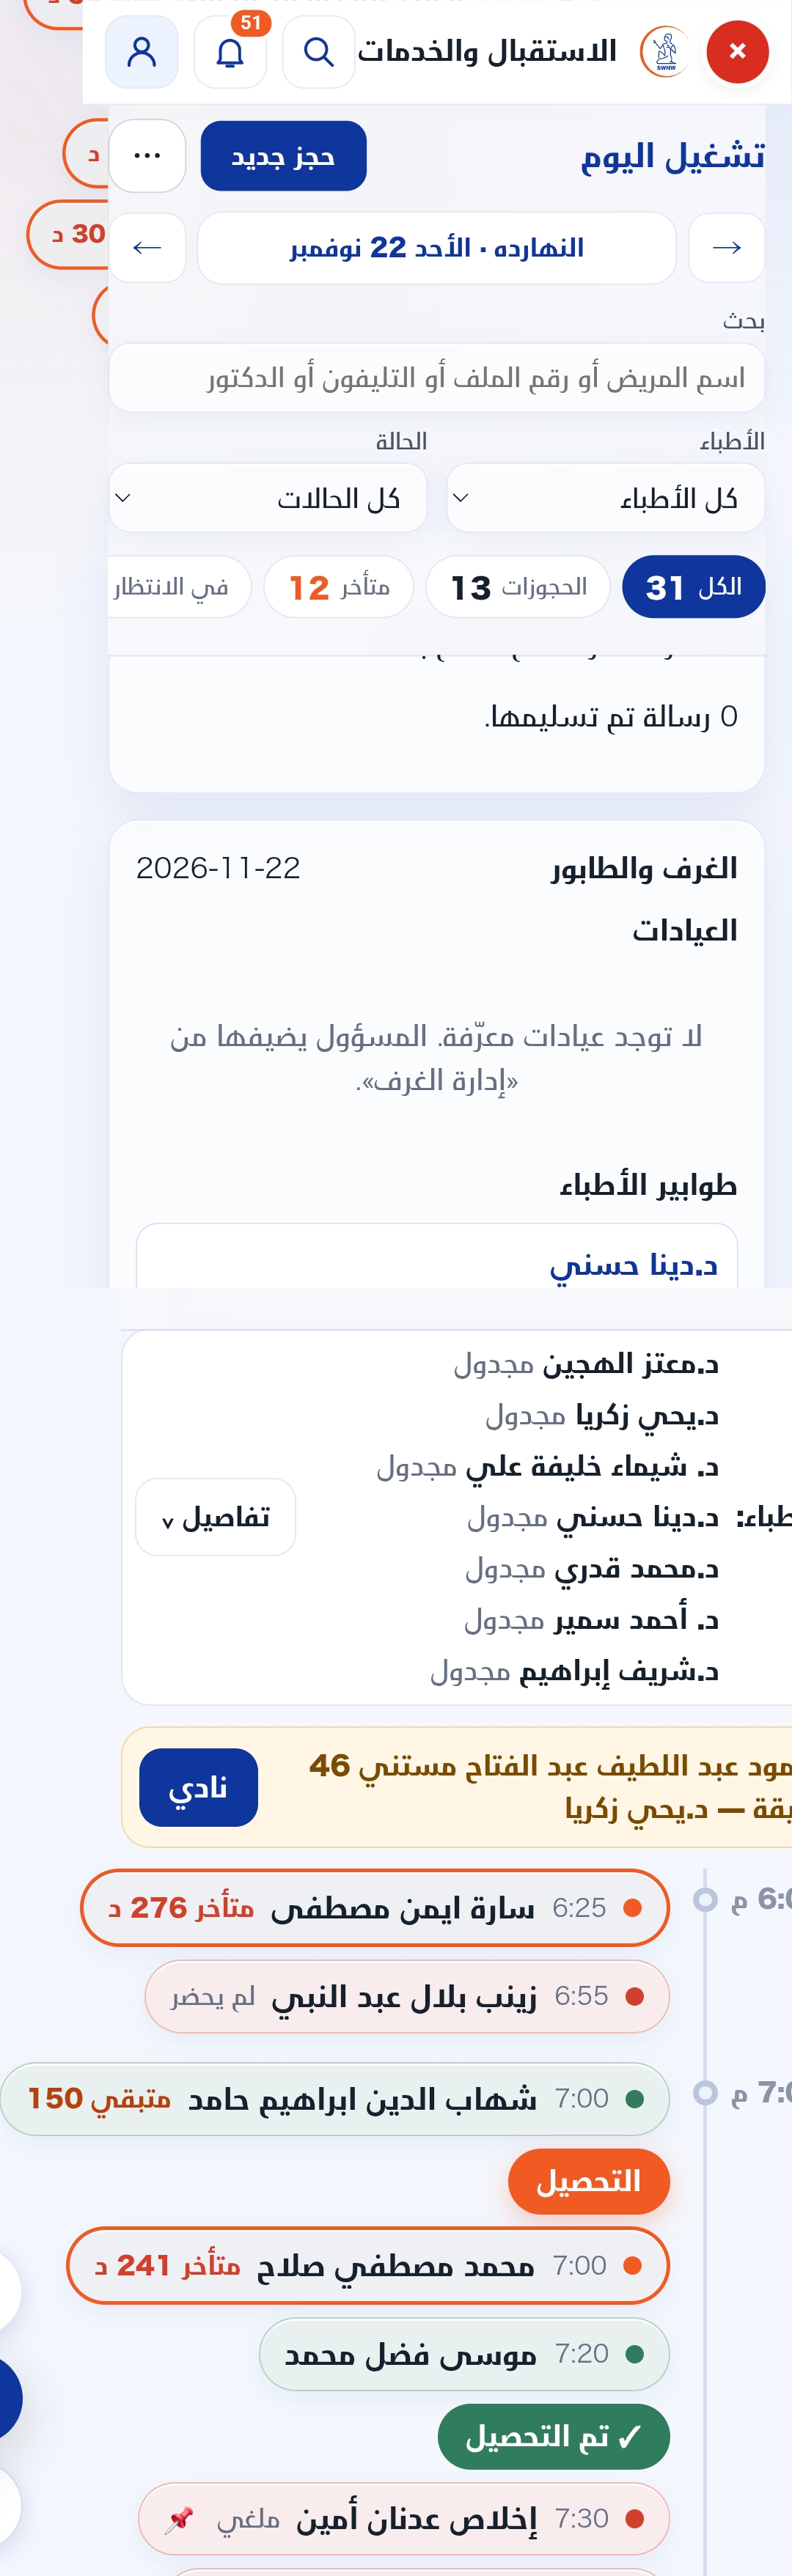 الاستقبال والخدمات
51
SWNW
تشغيل اليوم
حجز جديد
...
د
30 د
النهارده · الأحد 22 نوفمبر
بحث
اسم المريض أو رقم الملف أو التليفون أو الدكتور
الأطباء
الحالة
كل الأطباء
كل الحالات
الكل 31
الحجوزات 13
متأخر 12
في الانتظار
0 رسالة تم تسليمها.
الغرف والطابور
2026-11-22
العيادات
لا توجد عيادات معرّفة. المسؤول يضيفها من
«إدارة الغرف».
طوابير الأطباء
د.دينا حسني
د.معتز الهجين مجدول
د.يحي زكريا مجدول
د. شيماء خليفة علي مجدول
د.دينا حسني مجدول
د.محمد قدري مجدول
د. أحمد سمير مجدول
د.شريف إبراهيم مجدول
تفاصيل
عبد اللطيف عبد الفتاح مستني 46
— د.يحي زكريا
نادي
م
6:25 سارة ايمن مصطفى متأخر 276 د
6:55 زينب بلال عبد النبي لم يحضر
م
7:00 شهاب الدين ابراهيم حامد متبقي 150
التحصيل
7:00 محمد مصطفي صلاح متأخر 241 د
7:20 موسى فضل محمد
✓ تم التحصيل
7:30 إخلاص عدنان أمين ملغي 📌